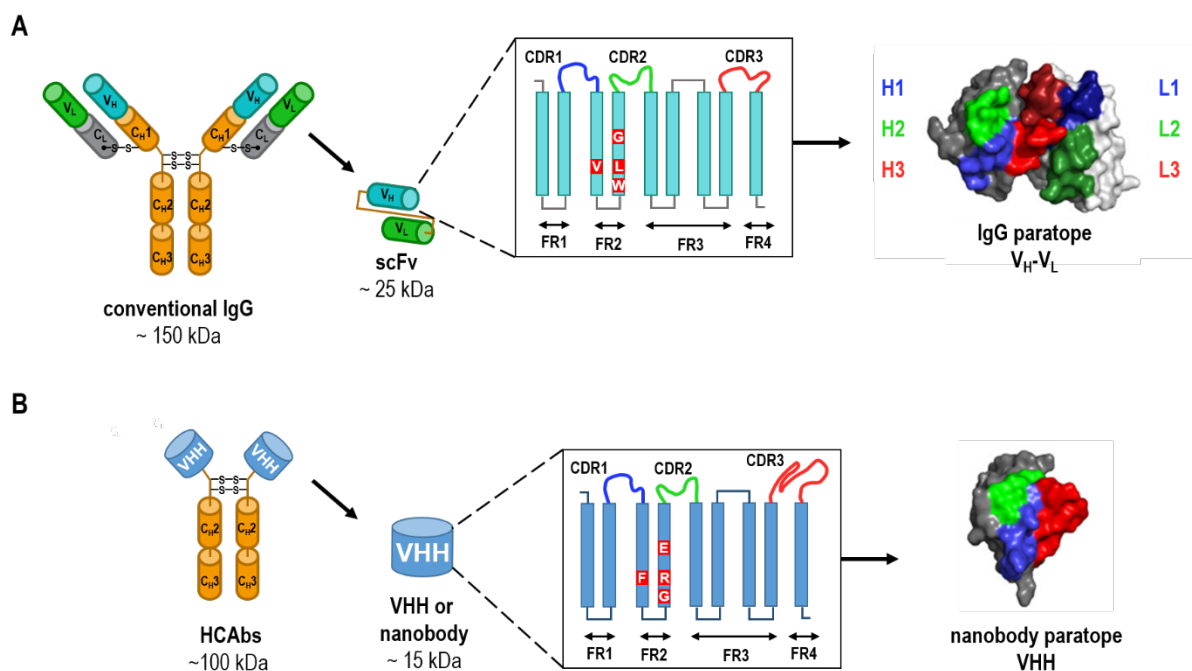 A
V_L
V_H
C_L
C_H1
V_H
V_L
C_H1
C_L
S
S-S
S-S
S
C_H2
C_H2
C_H3
C_H3
conventional IgG
~ 150 kDa
V_H
V_L
scFv
~ 25 kDa
CDR1
CDR2
CDR3
G
V
L
W
FR1
FR2
FR3
FR4
H1
L1
H2
L2
H3
L3
IgG paratope
V_H-V_L
B
VHH
VHH
S-S
S-S
C_H2
C_H2
C_H3
C_H3
HCAbs
~100 kDa
VHH
VHH or
nanobody
~ 15 kDa
CDR1
CDR2
CDR3
E
F
R
G
FR1
FR2
FR3
FR4
nanobody paratope
VHH